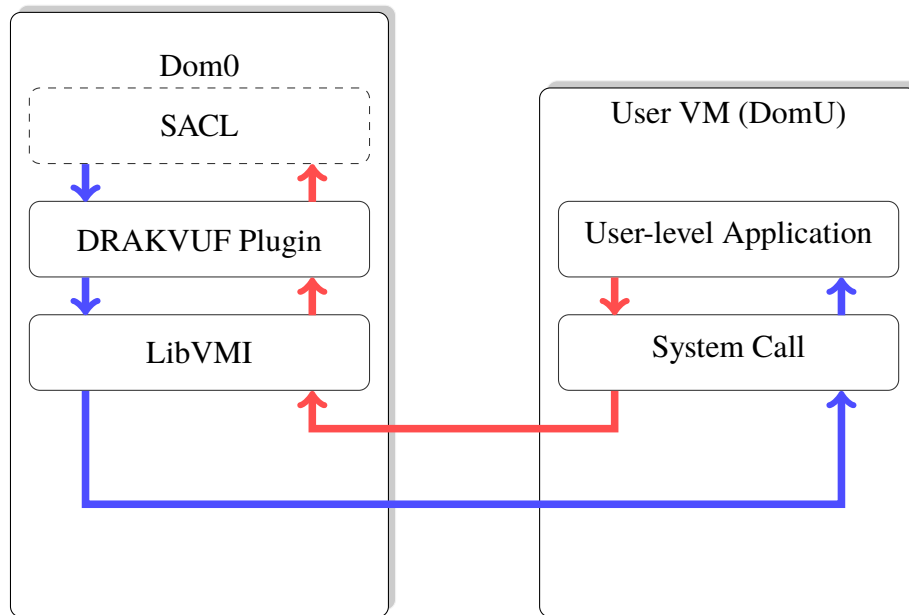 Dom0
SACL
DRAKVUF Plugin
LibVMI
User VM (DomU)
User-level Application
System Call